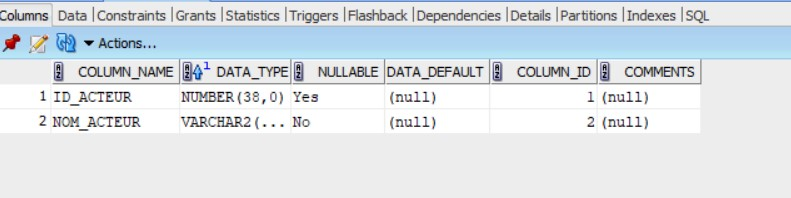 Columns Data Constraints Grants Statistics Triggers Flashback Dependencies Details Partitions Indexes SQL
Actions...
COLUMN_NAME 1 DATA_TYPE NULLABLE DATA_DEFAULT COLUMN_ID COMMENTS
1 ID_ACTEUR NUMBER(38,0) Yes (null) 1 (null)
2 NOM_ACTEUR VARCHAR2(... No (null) 2 (null)